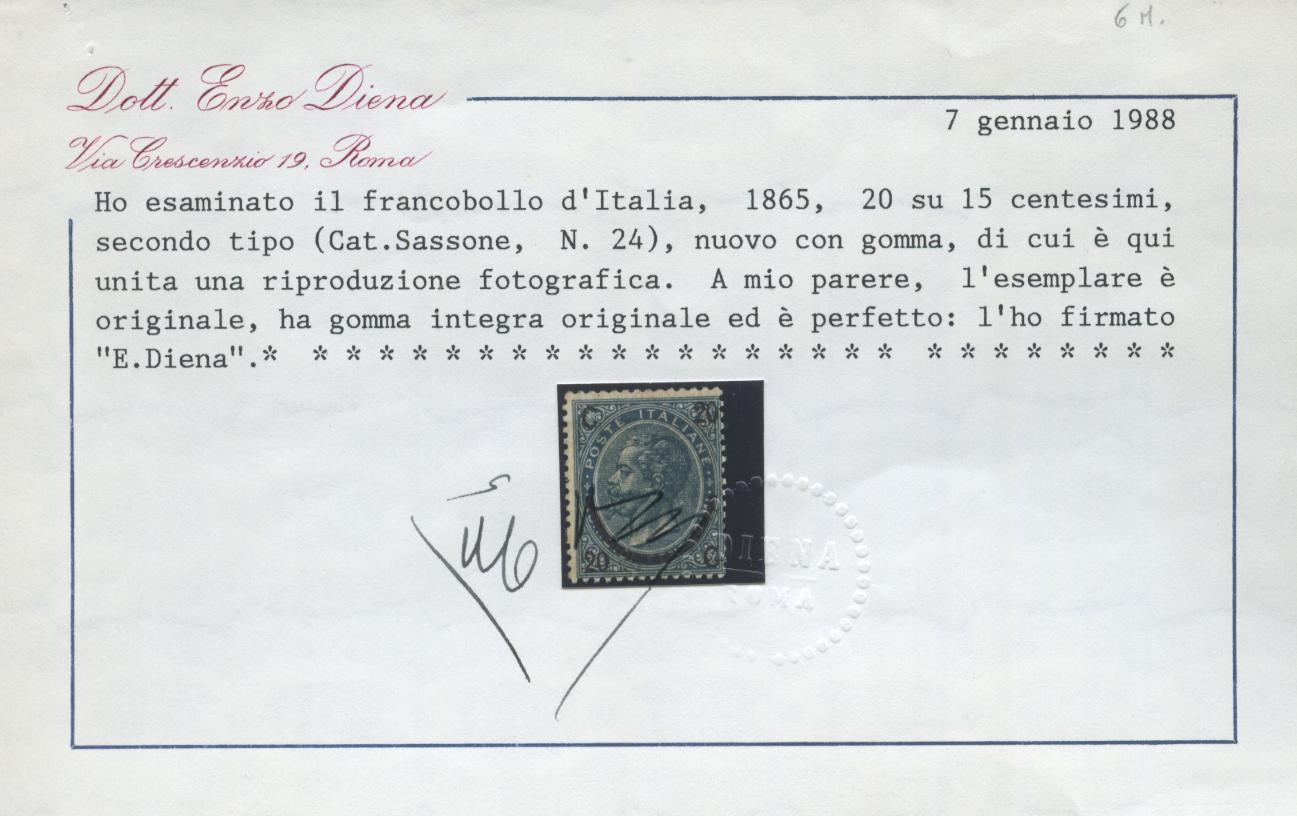 6 M.
Dott. Enzo Diena
Via Crescenzio 19, Roma
7 gennaio 1988
Ho esaminato il francobollo d'Italia, 1865, 20 su 15 centesimi,
secondo tipo (Cat.Sassone, N. 24), nuovo con gomma, di cui è qui
unita una riproduzione fotografica. A mio parere, l'esemplare è
originale, ha gomma integra originale ed è perfetto: l'ho firmato
"E.Diena".* * * * * * * * * * * * * * * * * * * * * * * * * * *
C 20
POSTE ITALIANE
20 C